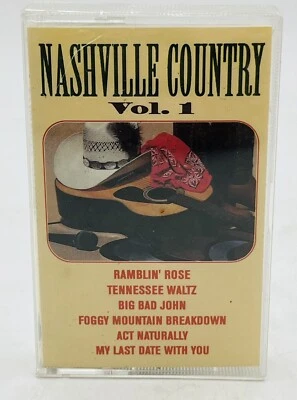 NASHVILLE COUNTRY
Vol. 1
RAMBLIN' ROSE
TENNESSEE WALTZ
BIG BAD JOHN
FOGGY MOUNTAIN BREAKDOWN
ACT NATURALLY
MY LAST DATE WITH YOU